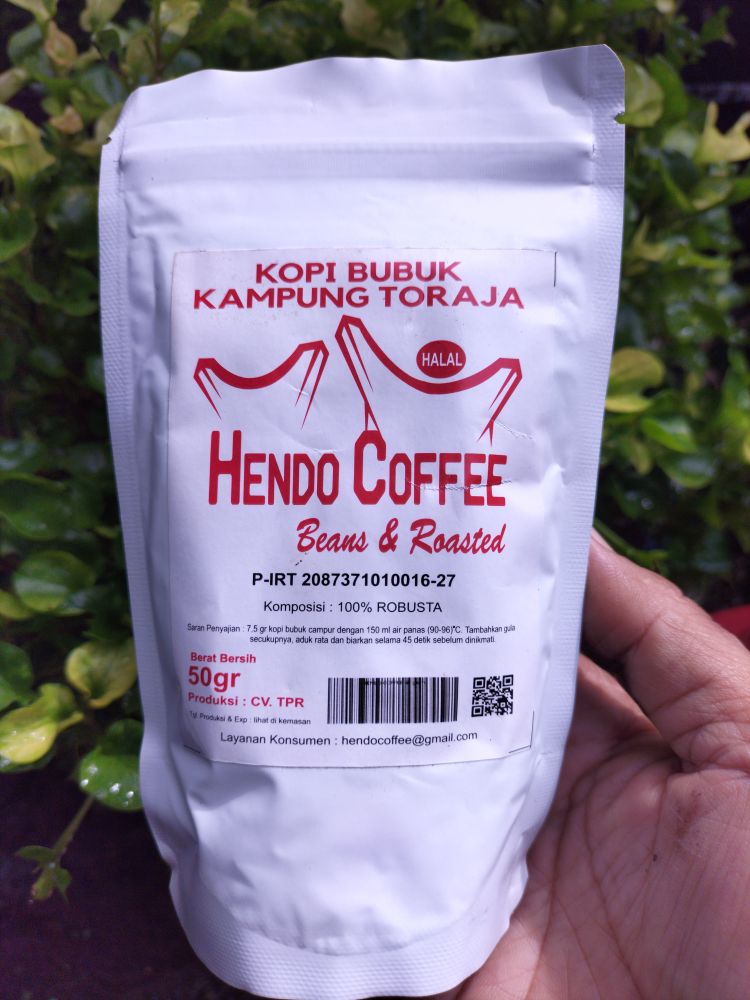 KOPI BUBUK
KAMPUNG TORAJA
HALAL
HENDO COFFEE
Beans & Roasted
P-IRT 2087371010016-27
Komposisi : 100% ROBUSTA
Saran Penyajian : 7,5 gr kopi bubuk campur dengan 150 ml air panas (90-96)°C. Tambahkan gula
secukupnya, aduk rata dan biarkan selama 45 detik sebelum dinikmati.
Berat Bersih
50gr
Produksi : CV. TPR
Tgl. Produksi & Exp : lihat di kemasan
Layanan Konsumen : hendocoffee@gmail.com